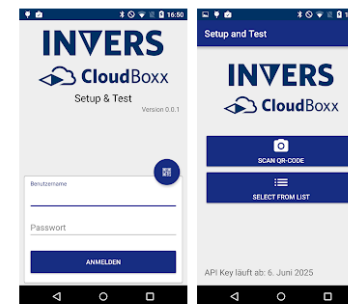 16:50
INVERS
CloudBoxx
Setup & Test
Version 0.0.1
Benutzername
Passwort
ANMELDEN
Setup and Test
INVERS
CloudBoxx
SCAN QR-CODE
SELECT FROM LIST
API Key läuft ab: 6. Juni 2025